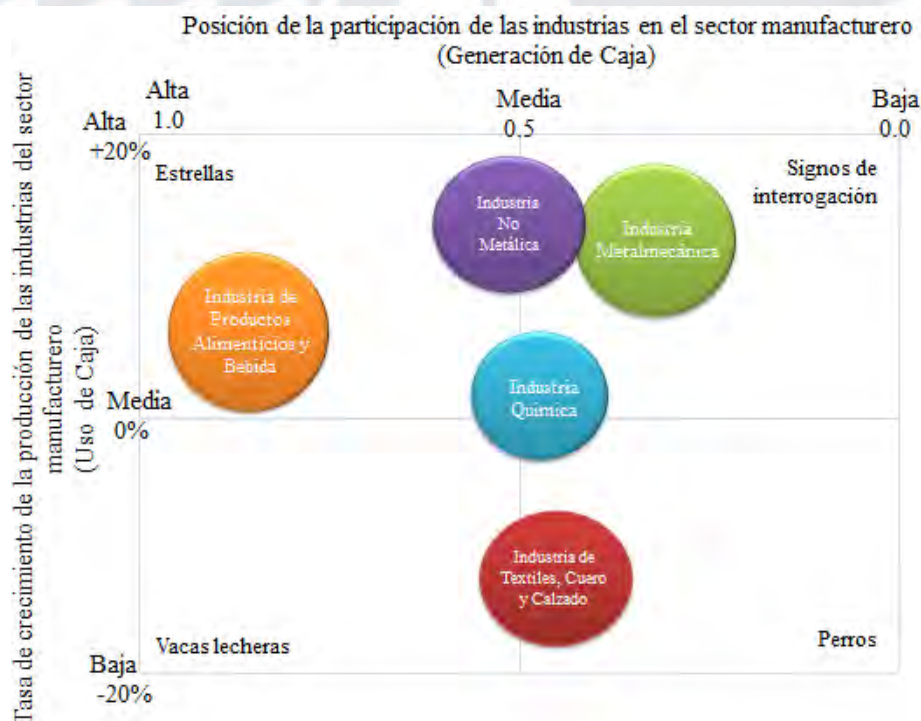 Posición de la participación de las industrias en el sector manufacturero
(Generación de Caja)
Alta
1.0
Media
0.5
Baja
0.0
Alta
+20%
Estrellas
Signos de
interrogación
Industria
No
Metálica
Industria
Metalmecánica
Industria de
Productos
Alimenticios y
Bebida
Industria
Química
Media
0%
Industria de
Textiles, Cuero
y Calzado
Vacas lecheras
Perros
Baja
-20%
Tasa de crecimiento de la producción de las industrias del sector
manufacturero
(Uso de Caja)